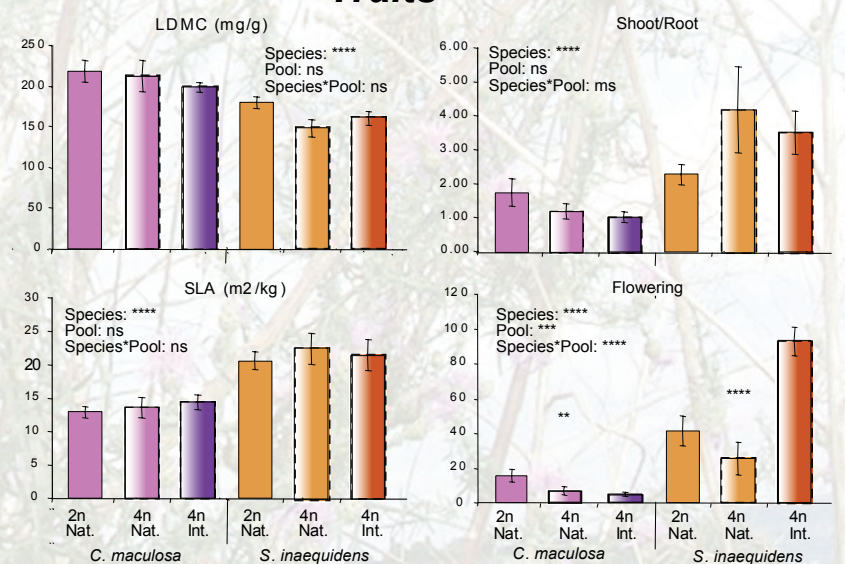 Traits
LDMC (mg/g)
Species: ****
Pool: ns
Species*Pool: ns
250
200
150
100
50
0
Shoot/Root
Species: ****
Pool: ns
Species*Pool: ms
6.00
5.00
4.00
3.00
2.00
1.00
0.00
SLA (m2/kg)
Species: ****
Pool: ns
Species*Pool: ns
30
25
20
15
10
5
0
2n 4n 4n 2n 4n 4n
Nat. Nat. Int. Nat. Nat. Int.
C. maculosa S. inaequidens
Flowering
Species: ****
Pool: ***
Species*Pool: ****
120
100
80
60
40
20
0
** ****
2n 4n 4n 2n 4n 4n
Nat. Nat. Int. Nat. Nat. Int.
C. maculosa S. inaequidens